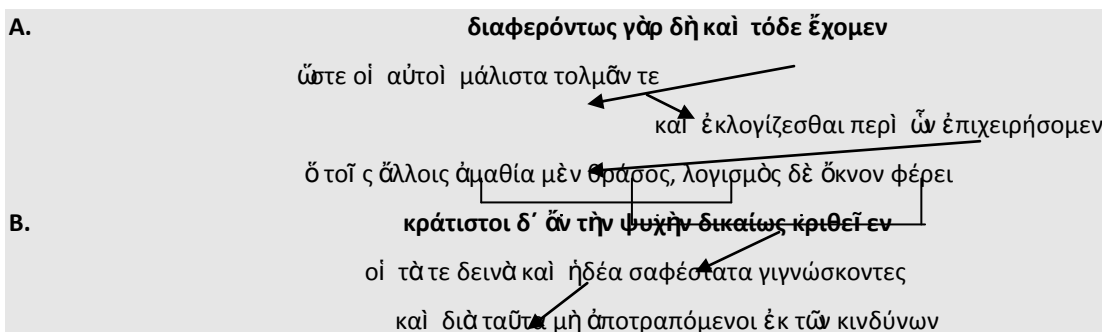 Α. διαφερόντως γὰρ δὴ καὶ τόδε ἔχομεν
ὥστε οἱ αὐτοὶ μάλιστα τολμᾶν τε
καὶ ἐκλογίζεσθαι περὶ ὧν ἐπιχειρήσομεν
ὃ τοῖς ἄλλοις ἀμαθία μὲν θράσος, λογισμὸς δὲ ὄκνον φέρει
Β. κράτιστοι δ΄ ἂν τὴν ψυχὴν δικαίως κριθεῖεν
οἱ τὰ τε δεινὰ καὶ ἡδέα σαφέστατα γιγνώσκοντες
καὶ διὰ ταῦτα μὴ ἀποτραπόμενοι ἐκ τῶν κινδύνων